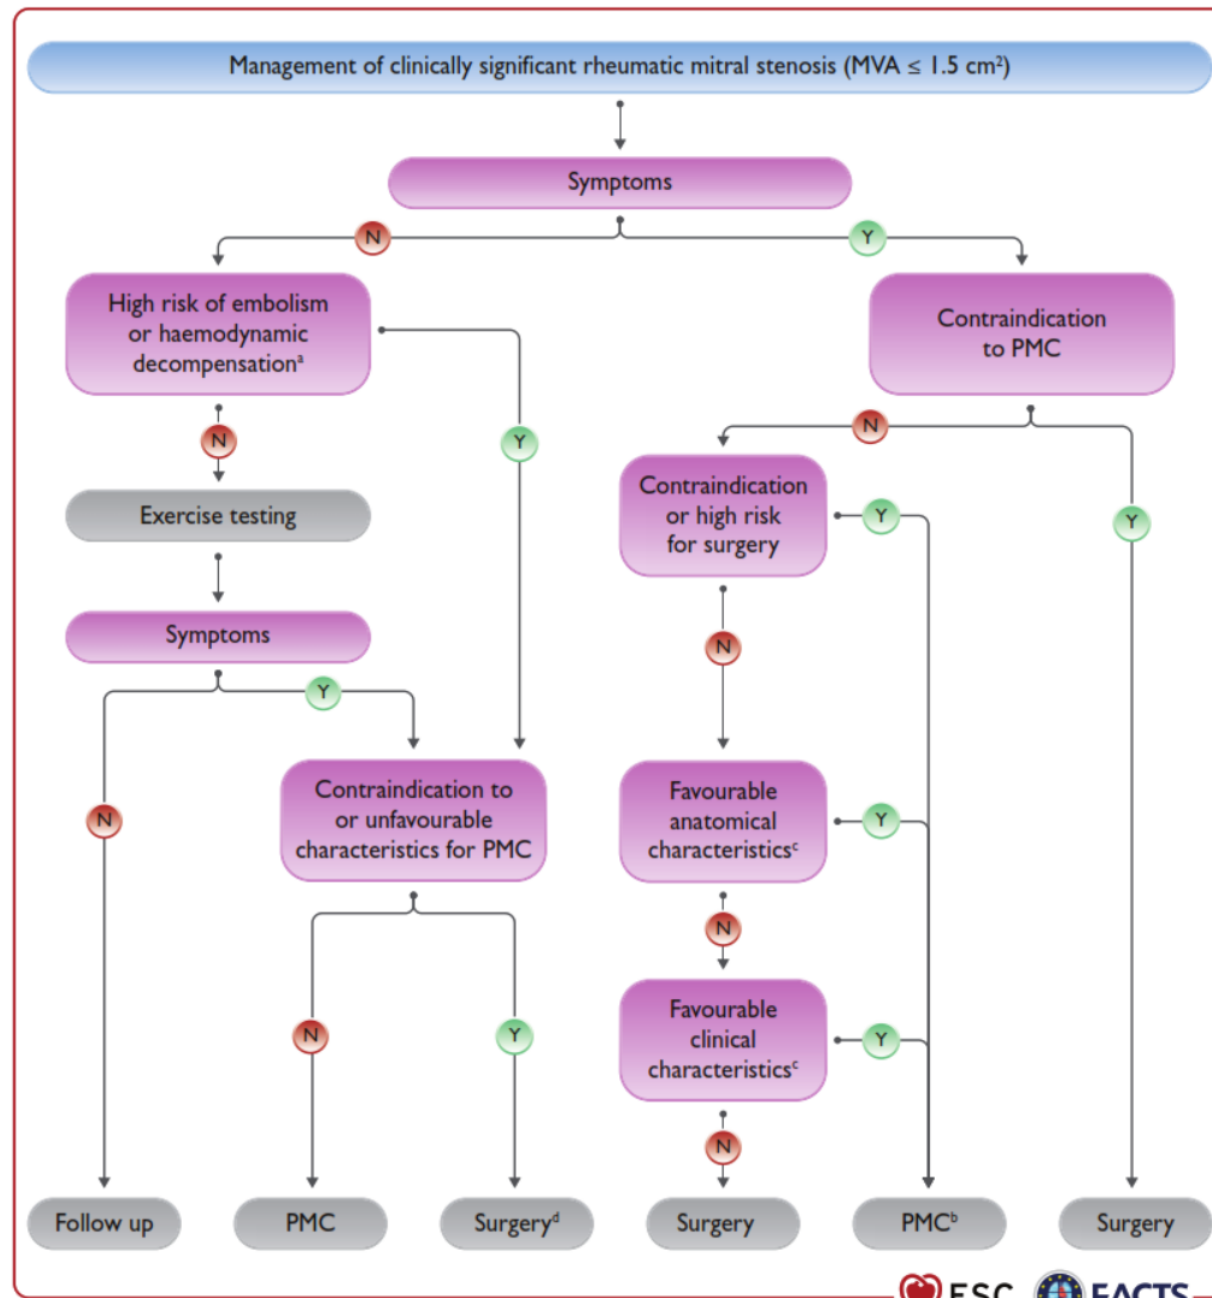 Management of clinically significant rheumatic mitral stenosis (MVA ≤ 1.5 cm²)
Symptoms
N
Y
High risk of embolism
or haemodynamic
decompensationᵃ
Contraindication
to PMC
N
Y
N
Y
Exercise testing
Contraindication
or high risk
for surgery
Y
Symptoms
N
Y
N
Contraindication to
or unfavourable
characteristics for PMC
Favourable
anatomical
characteristicsᶜ
Y
N
N
Y
Favourable
clinical
characteristicsᶜ
Y
N
Follow up
PMC
Surgeryᵈ
Surgery
PMCᵇ
Surgery
ESC
EACTS